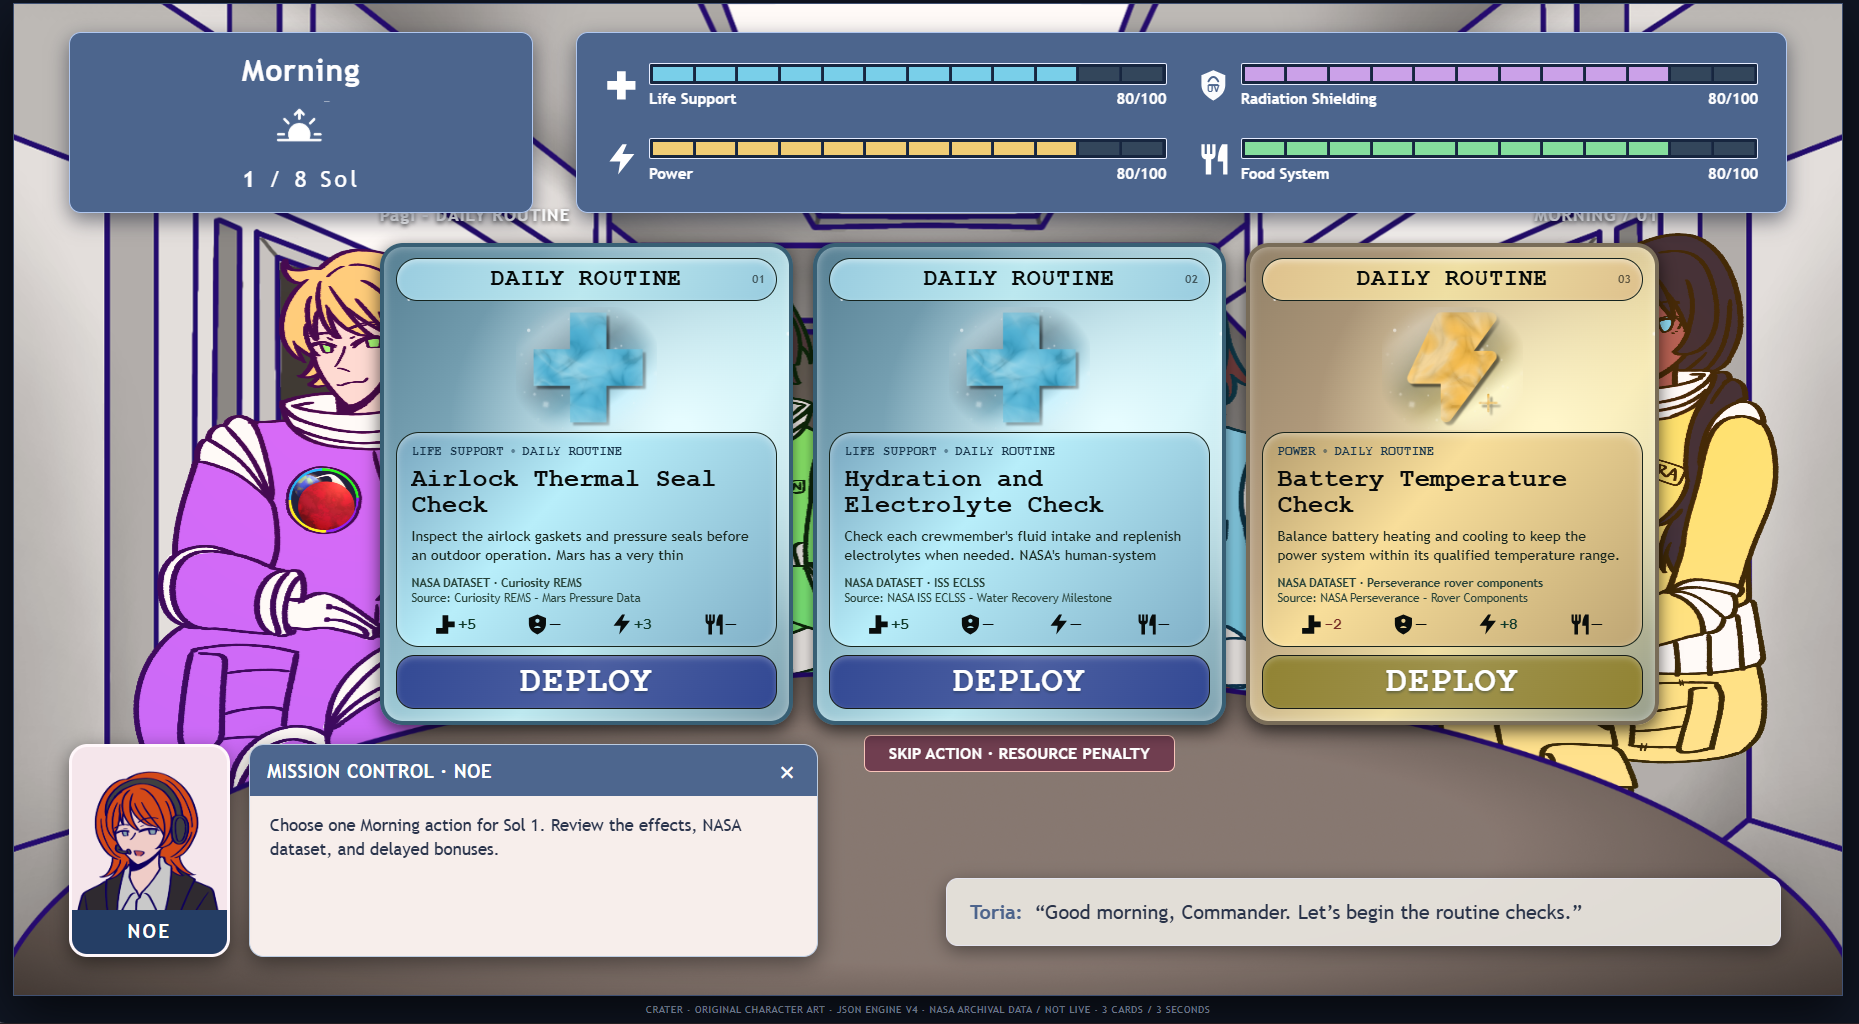 Morning
1 / 8 Sol
Life Support
80/100
Radiation Shielding
80/100
Power
80/100
Food System
80/100
Pagi - DAILY ROUTINE
MORNING / 01
DAILY ROUTINE
01
LIFE SUPPORT • DAILY ROUTINE
Airlock Thermal Seal
Check
Inspect the airlock gaskets and pressure seals before
an outdoor operation. Mars has a very thin
NASA DATASET · Curiosity REMS
Source: Curiosity REMS - Mars Pressure Data
+5 — +3 —
DEPLOY
DAILY ROUTINE
02
LIFE SUPPORT • DAILY ROUTINE
Hydration and
Electrolyte Check
Check each crewmember's fluid intake and replenish
electrolytes when needed. NASA's human-system
NASA DATASET · ISS ECLSS
Source: NASA ISS ECLSS - Water Recovery Milestone
+5 — — —
DEPLOY
DAILY ROUTINE
03
POWER • DAILY ROUTINE
Battery Temperature
Check
Balance battery heating and cooling to keep the
power system within its qualified temperature range.
NASA DATASET · Perseverance rover components
Source: NASA Perseverance - Rover Components
-2 — +8 —
DEPLOY
SKIP ACTION · RESOURCE PENALTY
MISSION CONTROL · NOE
×
Choose one Morning action for Sol 1. Review the effects, NASA
dataset, and delayed bonuses.
NOE
Toria: “Good morning, Commander. Let’s begin the routine checks.”
CRATER - ORIGINAL CHARACTER ART - JSON ENGINE V4 - NASA ARCHIVAL DATA / NOT LIVE - 3 CARDS / 3 SECONDS